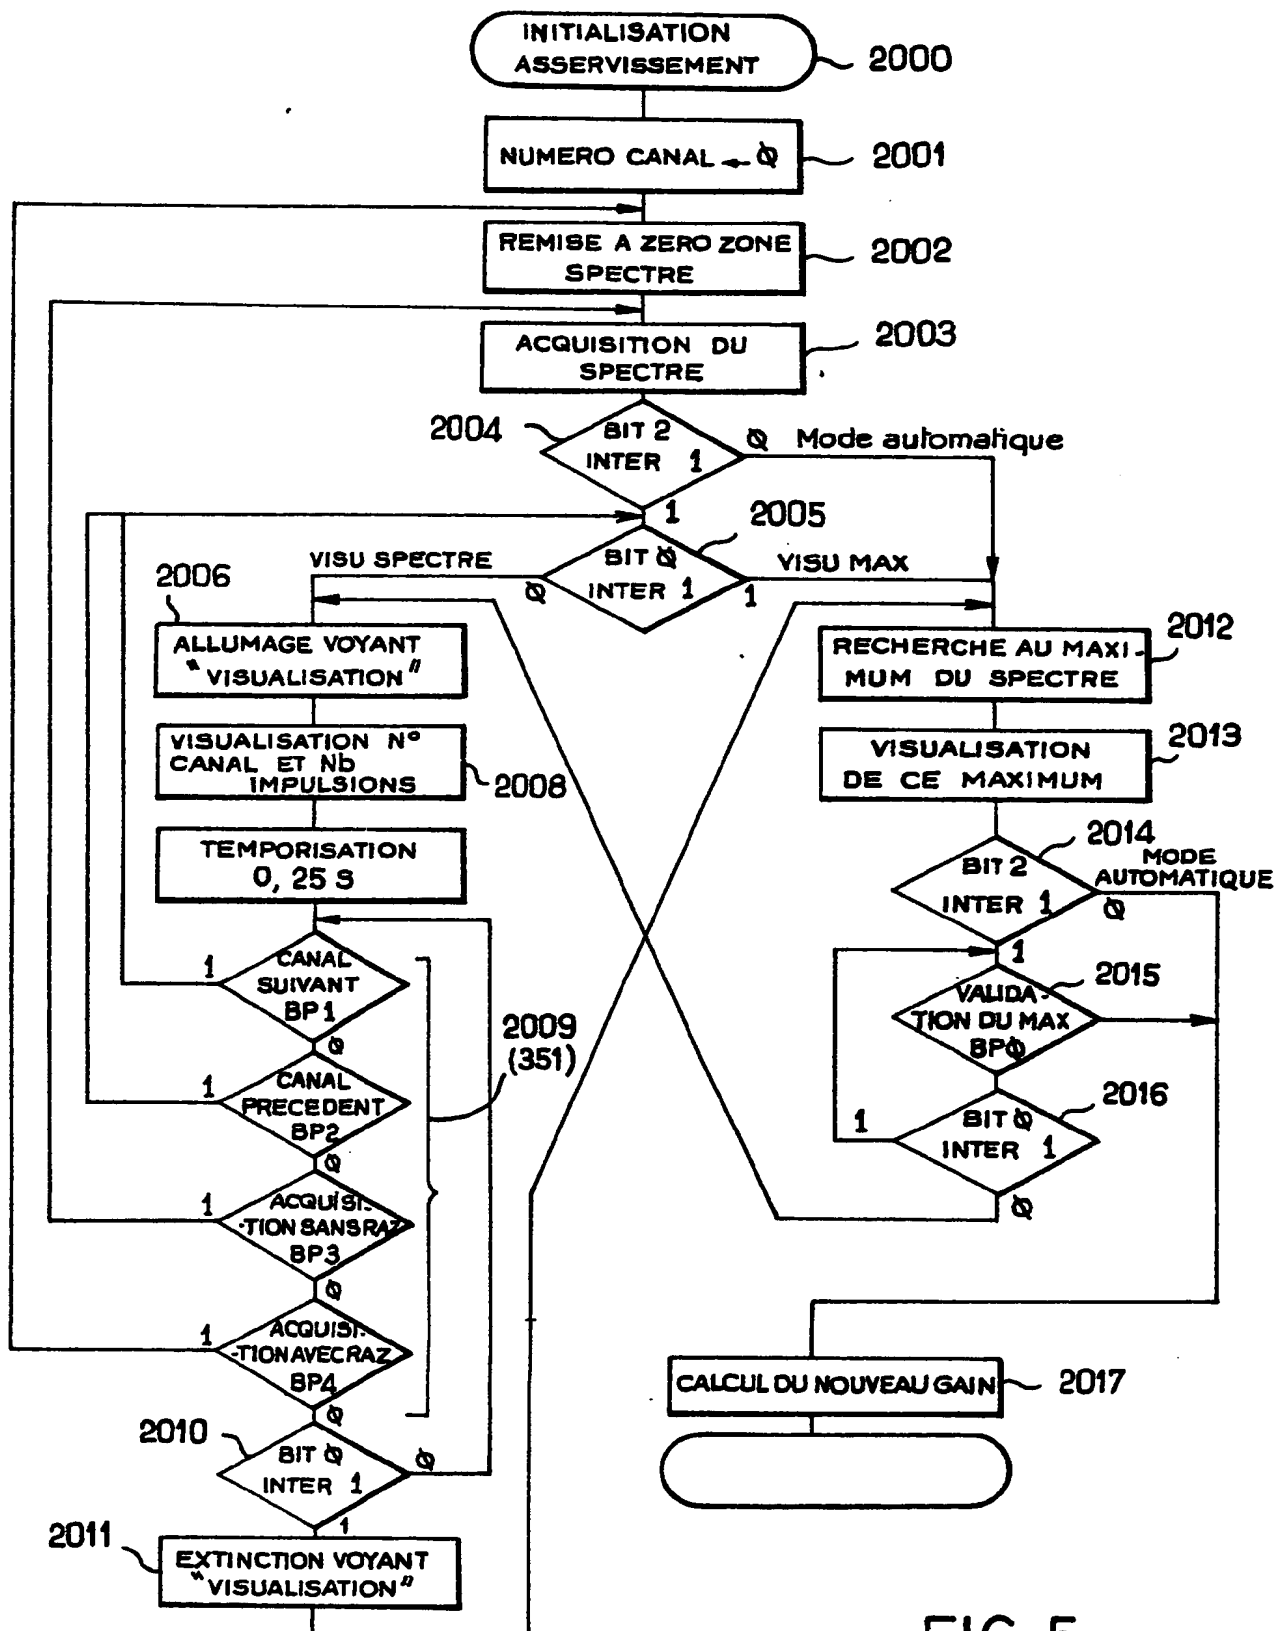 INITIALISATION
ASSERVISSEMENT
2000
NUMERO CANAL ← Ø
2001
REMISE A ZERO ZONE
SPECTRE
2002
ACQUISITION DU
SPECTRE
2003
2004
BIT 2
INTER 1
Ø Mode automatique
1
2005
BIT Ø
INTER 1
VISU SPECTRE
Ø
VISU MAX
1
2006
ALLUMAGE VOYANT
"VISUALISATION"
VISUALISATION N°
CANAL ET Nb
IMPULSIONS
2008
TEMPORISATION
0, 25 S
1
CANAL
SUIVANT
BP1
Ø
1
CANAL
PRECEDENT
BP2
Ø
1
ACQUISI-
-TION SANS RAZ
BP3
Ø
1
ACQUISI-
-TION AVEC RAZ
BP4
Ø
2009
(351)
2010
BIT Ø
INTER 1
Ø
1
2011
EXTINCTION VOYANT
"VISUALISATION"
RECHERCHE AU MAXI-
MUM DU SPECTRE
2012
VISUALISATION
DE CE MAXIMUM
2013
2014
BIT 2
INTER 1
MODE
AUTOMATIQUE
Ø
1
2015
VALIDA-
-TION DU MAX
BPØ
2016
BIT Ø
INTER 1
1
Ø
CALCUL DU NOUVEAU GAIN
2017
FIG. 5